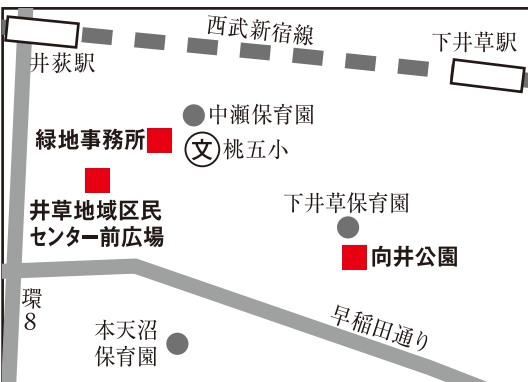 西武新宿線
下井草駅
井荻駅
中瀬保育園
緑地事務所
文
桃五小
井草地域区民
センター前広場
下井草保育園
向井公園
環8
早稲田通り
本天沼
保育園